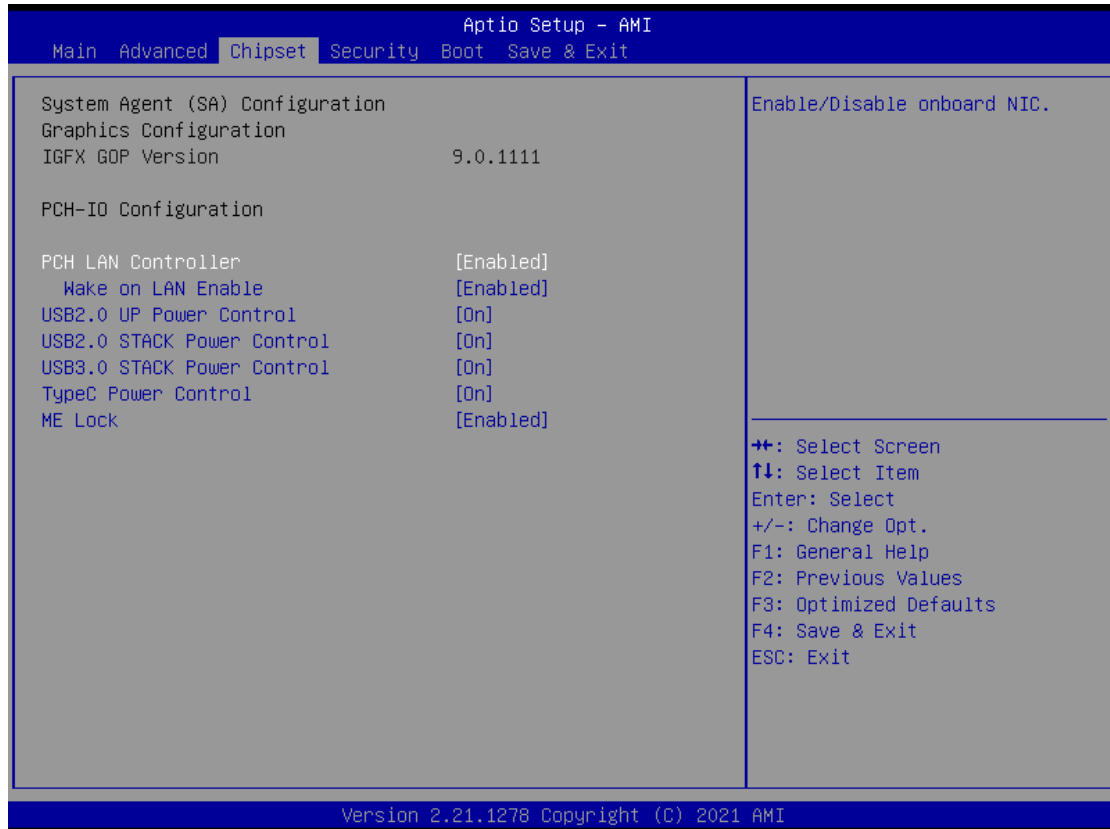 Aptio Setup – AMI
Main Advanced Chipset Security Boot Save & Exit
System Agent (SA) Configuration
Graphics Configuration
IGFX GOP Version 9.0.1111
PCH-IO Configuration
PCH LAN Controller [Enabled]
Wake on LAN Enable [Enabled]
USB2.0 UP Power Control [On]
USB2.0 STACK Power Control [On]
USB3.0 STACK Power Control [On]
TypeC Power Control [On]
ME Lock [Enabled]
Enable/Disable onboard NIC.
→←: Select Screen
↑↓: Select Item
Enter: Select
+/-: Change Opt.
F1: General Help
F2: Previous Values
F3: Optimized Defaults
F4: Save & Exit
ESC: Exit
Version 2.21.1278 Copyright (C) 2021 AMI